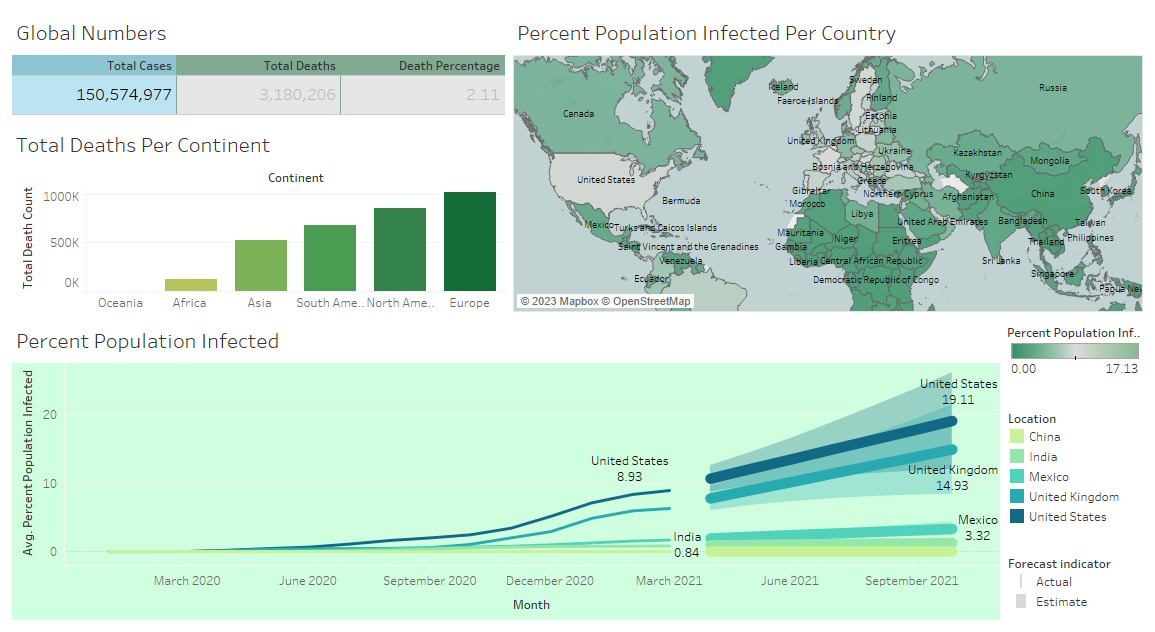 Global Numbers
Total Cases Total Deaths Death Percentage
150,574,977 3,180,206 2.11
Total Deaths Per Continent
Continent
Total Death Count
1000K
500K
0K
Oceania Africa Asia South Ame.. North Ame.. Europe
Percent Population Infected Per Country
Iceland
Sweden
Russia
Faeroe Islands
Finland
Canada
Estonia
Lithuania
United Kingdom
Ukraine
Kazakhstan
Mongolia
Bosnia and Herzegovina
Kyrgyzstan
United States
Greece
Gibraltar
Northern Cyprus
Afghanistan
China
South Korea
Bermuda
Morocco
Libya
United Arab Emirates
Bangladesh
Taiwan
Mexico
Turks and Caicos Islands
Mauritania
Niger
Eritrea
Thailand
Philippines
Saint Vincent and the Grenadines
Gambia
Venezuela
Liberia
Central African Republic
Sri Lanka
Ecuador
Democratic Republic of Congo
Singapore
Papua New
© 2023 Mapbox © OpenStreetMap
Percent Population Infected
Avg. Percent Population Infected
20
10
0
United States
8.93
India
0.84
United States
19.11
United Kingdom
14.93
Mexico
3.32
March 2020 June 2020 September 2020 December 2020 March 2021 June 2021 September 2021
Month
Percent Population Inf..
0.00 17.13
Location
China
India
Mexico
United Kingdom
United States
Forecast indicator
Actual
Estimate